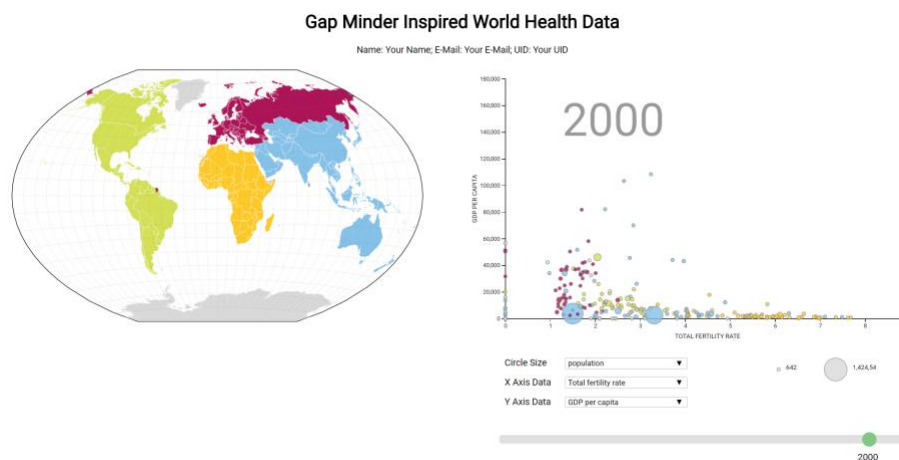 Gap Minder Inspired World Health Data
Name: Your Name; E-Mail: Your E-Mail; UID: Your UID
180,000
160,000
2000
140,000
120,000
100,000
GDP PER CAPITA
80,000
60,000
40,000
20,000
0
0 1 2 3 4 5 6 7 8
TOTAL FERTILITY RATE
Circle Size population ▼ 642 1,424,54
X Axis Data Total fertility rate ▼
Y Axis Data GDP per capita ▼
2000